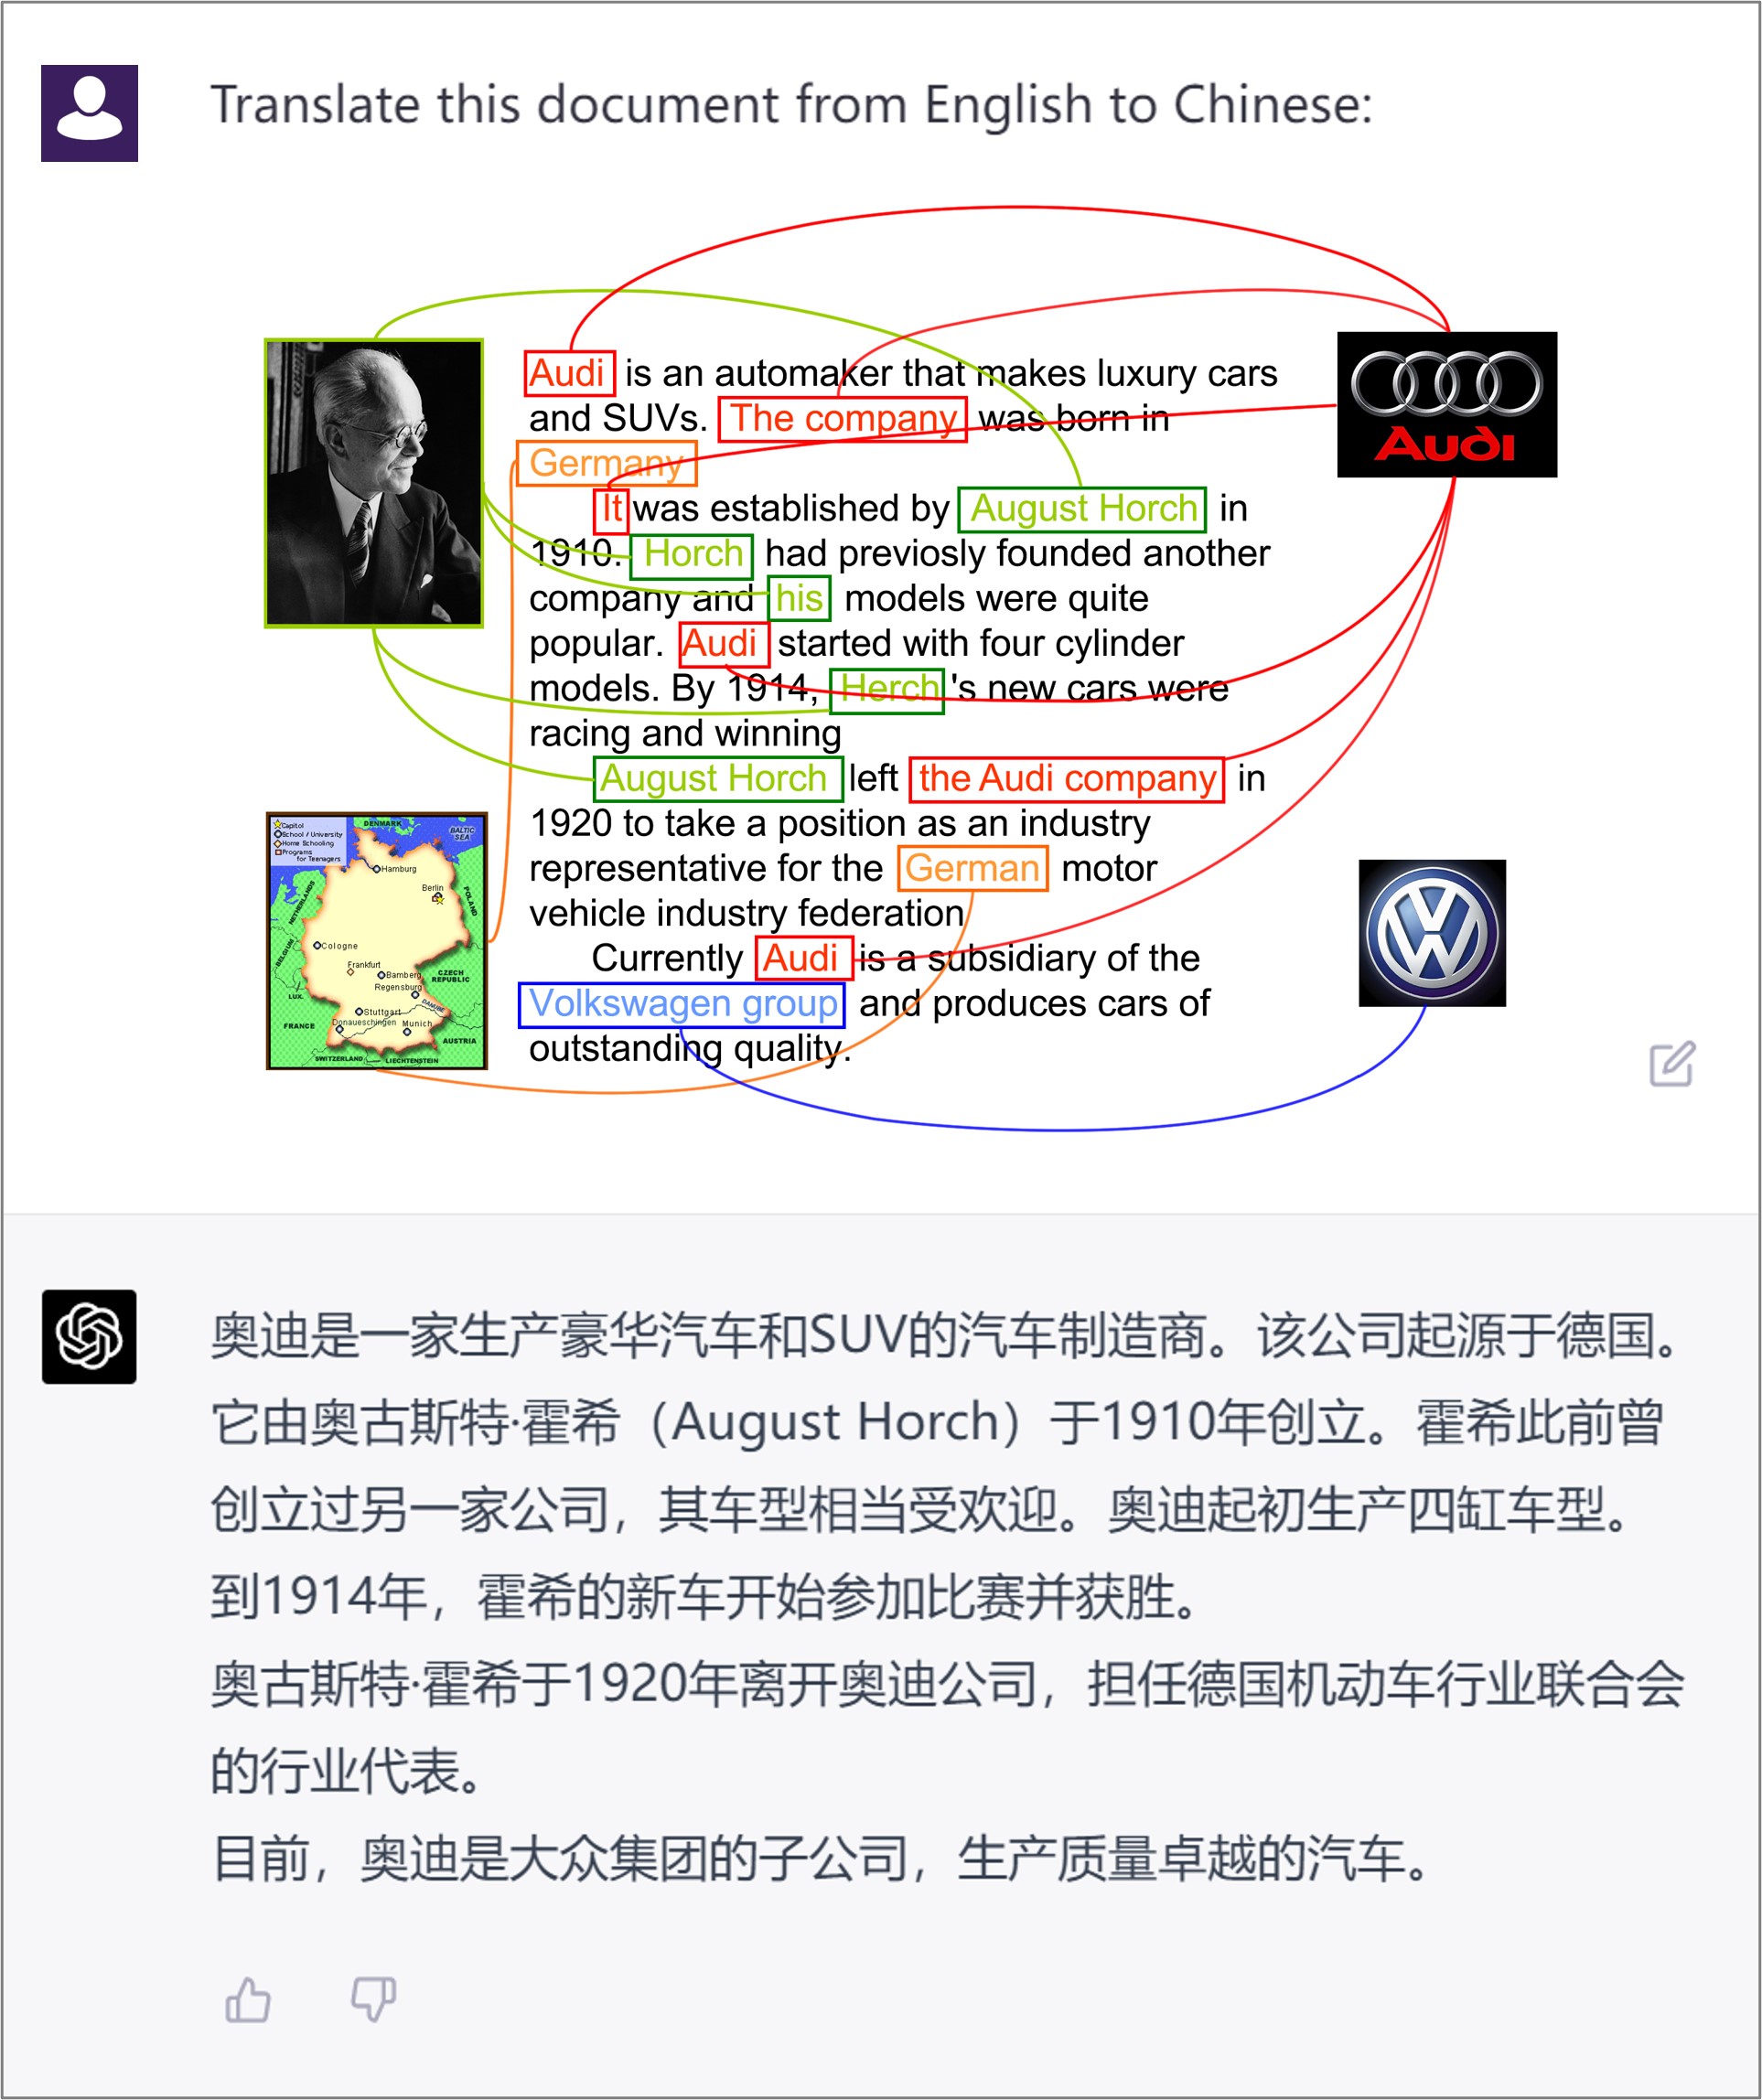 Translate this document from English to Chinese:
Audi is an automaker that makes luxury cars
and SUVs. The company was born in
Germany
It was established by August Horch in
1910. Horch had previosly founded another
company and his models were quite
popular. Audi started with four cylinder
models. By 1914, Herch 's new cars were
racing and winning
August Horch left the Audi company in
1920 to take a position as an industry
representative for the German motor
vehicle industry federation
Currently Audi is a subsidiary of the
Volkswagen group and produces cars of
outstanding quality.
Audi
Capitol
School / University
Home Schooling
Programs
for Teenagers
DENMARK
BALTIC
SEA
Hamburg
Berlin
NETHERLANDS
POLAND
Cologne
BELGIUM
Frankfurt
Bamberg
CZECH
REPUBLIC
Regensburg
LUX.
DANUBE
Stuttgart
FRANCE
Donaueschingen
Munich
AUSTRIA
SWITZERLAND
LIECHTENSTEIN
VW
奥迪是一家生产豪华汽车和SUV的汽车制造商。该公司起源于德国。
它由奥古斯特·霍希（August Horch）于1910年创立。霍希此前曾
创立过另一家公司，其车型相当受欢迎。奥迪起初生产四缸车型。
到1914年，霍希的新车开始参加比赛并获胜。
奥古斯特·霍希于1920年离开奥迪公司，担任德国机动车行业联合会
的行业代表。
目前，奥迪是大众集团的子公司，生产质量卓越的汽车。